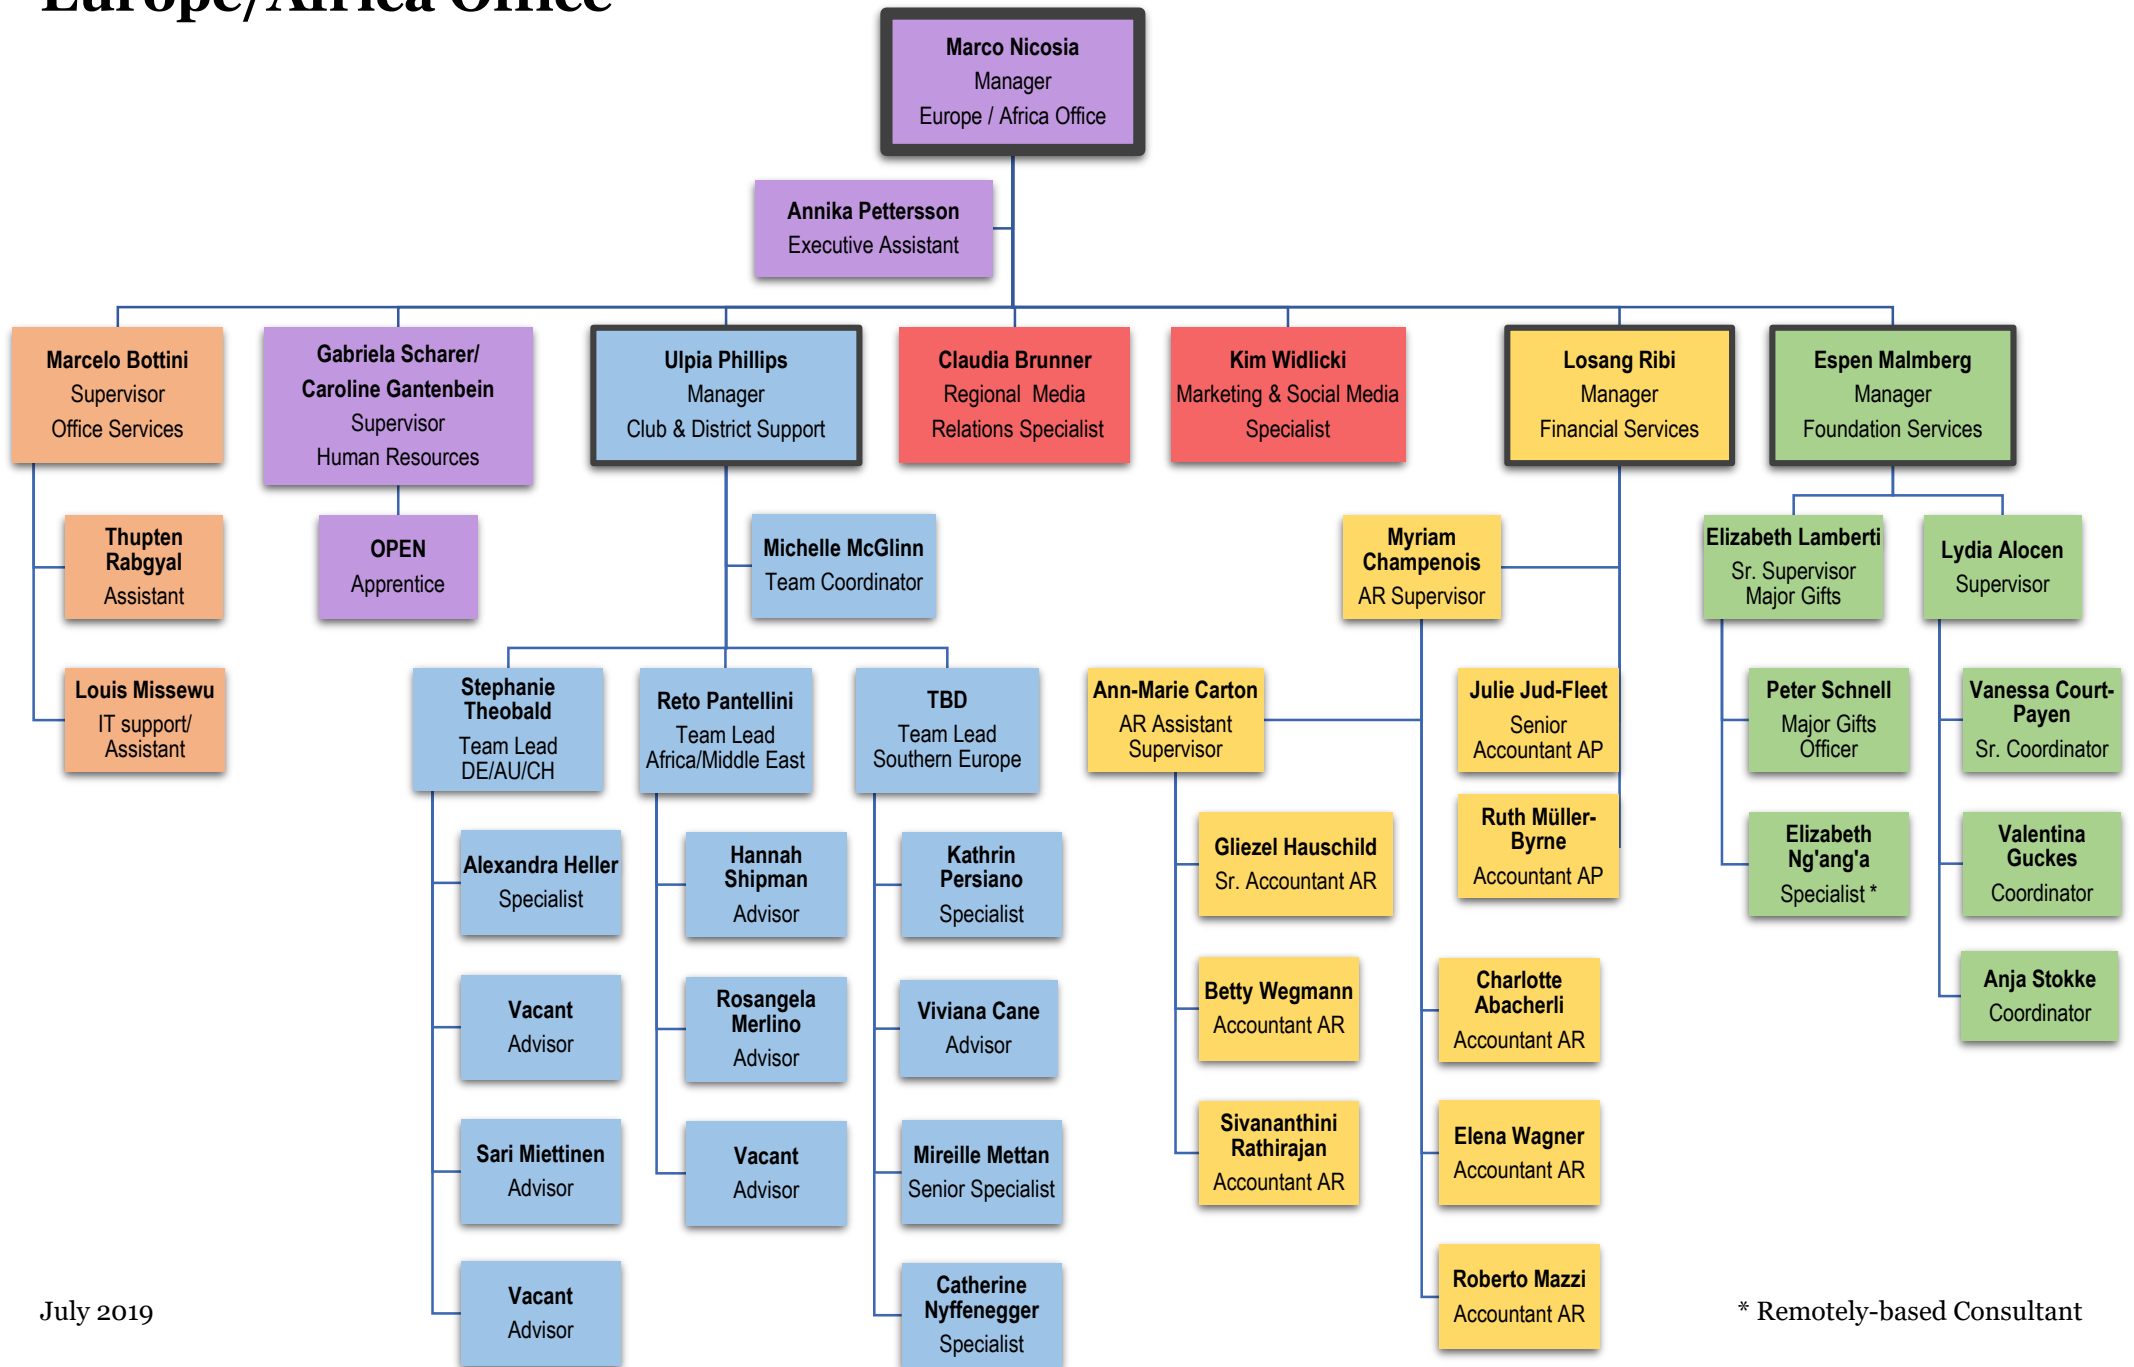 Europe/Africa Office
Marco Nicosia
Manager
Europe / Africa Office
Annika Pettersson
Executive Assistant
Marcelo Bottini
Supervisor
Office Services
Gabriela Scharer/
Caroline Gantenbein
Supervisor
Human Resources
Ulpia Phillips
Manager
Club & District Support
Claudia Brunner
Regional Media
Relations Specialist
Kim Widlicki
Marketing & Social Media
Specialist
Losang Ribi
Manager
Financial Services
Espen Malmberg
Manager
Foundation Services
Thupten
Rabgyal
Assistant
Louis Missewu
IT support/
Assistant
OPEN
Apprentice
Michelle McGlinn
Team Coordinator
Stephanie
Theobald
Team Lead
DE/AU/CH
Alexandra Heller
Specialist
Vacant
Advisor
Sari Miettinen
Advisor
Vacant
Advisor
Reto Pantellini
Team Lead
Africa/Middle East
Hannah
Shipman
Advisor
Rosangela
Merlino
Advisor
Vacant
Advisor
TBD
Team Lead
Southern Europe
Kathrin
Persiano
Specialist
Viviana Cane
Advisor
Mireille Mettan
Senior Specialist
Catherine
Nyffenegger
Specialist
Myriam
Champenois
AR Supervisor
Ann-Marie Carton
AR Assistant
Supervisor
Gliezel Hauschild
Sr. Accountant AR
Betty Wegmann
Accountant AR
Sivananthini
Rathirajan
Accountant AR
Julie Jud-Fleet
Senior
Accountant AP
Ruth Müller-
Byrne
Accountant AP
Charlotte
Abacherli
Accountant AR
Elena Wagner
Accountant AR
Roberto Mazzi
Accountant AR
Elizabeth Lamberti
Sr. Supervisor
Major Gifts
Peter Schnell
Major Gifts
Officer
Elizabeth
Ng'ang'a
Specialist *
Lydia Alocen
Supervisor
Vanessa Court-
Payen
Sr. Coordinator
Valentina
Guckes
Coordinator
Anja Stokke
Coordinator
July 2019
* Remotely-based Consultant